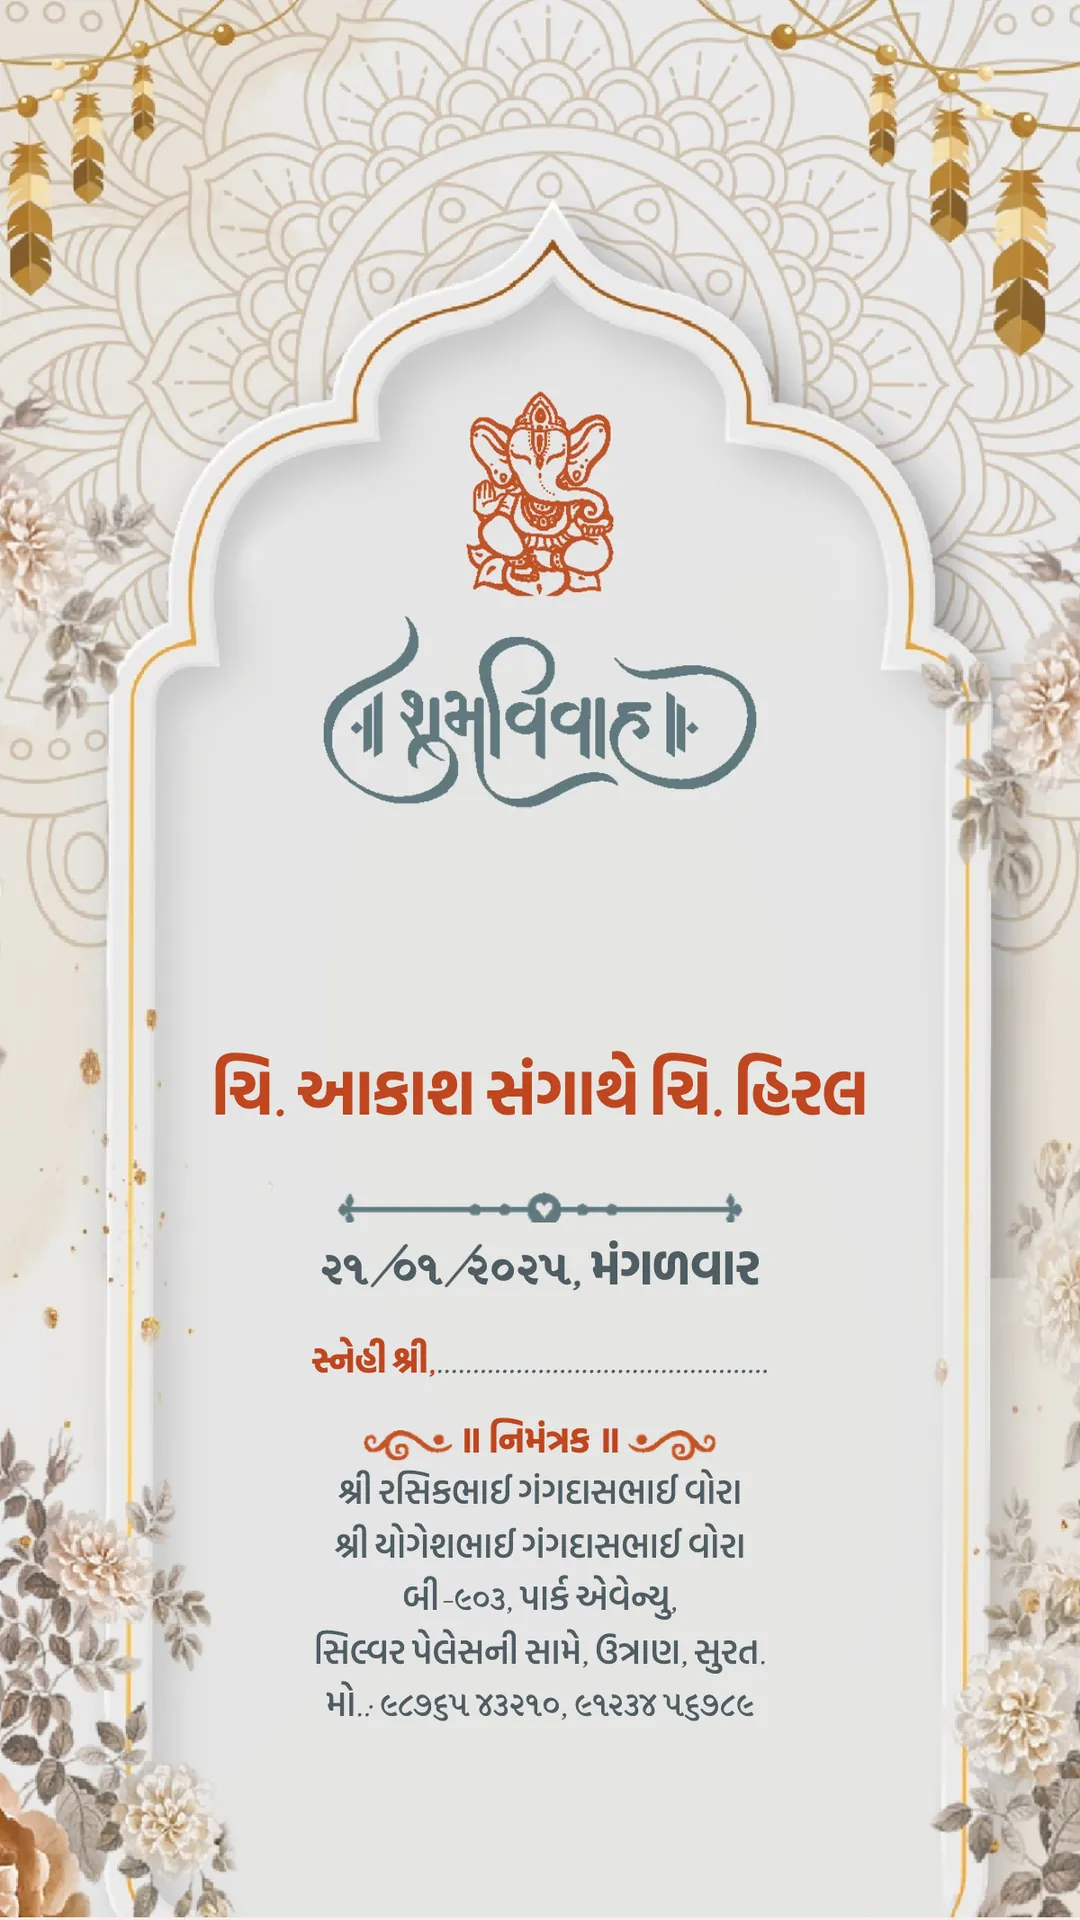 ॥ શુભવિવાહ ॥
ચિ. આકાશ સંગાથે ચિ. હિરલ
૨૧/૦૧/૨૦૨૫, મંગળવાર
સ્નેહી શ્રી,..............................................
॥ નિમંત્રક ॥
શ્રી રસિકભાઈ ગંગદાસભાઈ વોરા
શ્રી યોગેશભાઈ ગંગદાસભાઈ વોરા
બી-૯૦૩, પાર્ક એવેન્યુ,
સિલ્વર પેલેસની સામે, ઉત્રાણ, સુરત.
મો.: ૯૮૭૬૫ ૪૩૨૧૦, ૯૧૨૩૪ ૫૬૭૮૯